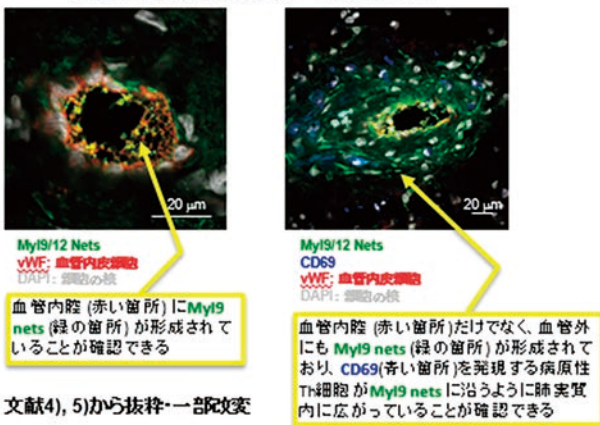 20 μm
20 μm
Myl9/12 Nets
vWF: 血管内皮細胞
DAPI: 細胞の核
Myl9/12 Nets
CD69
vWF: 血管内皮細胞
DAPI: 細胞の核
血管内腔 (赤い箇所) にMyl9
nets (緑の箇所) が形成されて
いることが確認できる
血管内腔 (赤い箇所)だけでなく、血管外
にも Myl9 nets (緑の箇所) が形成されて
おり、CD69(青い箇所)を発現する病原性
Th細胞 がMyl9 nets に沿うように肺実質
内に広がっていることが確認できる
文献4), 5)から抜粋・一部改変